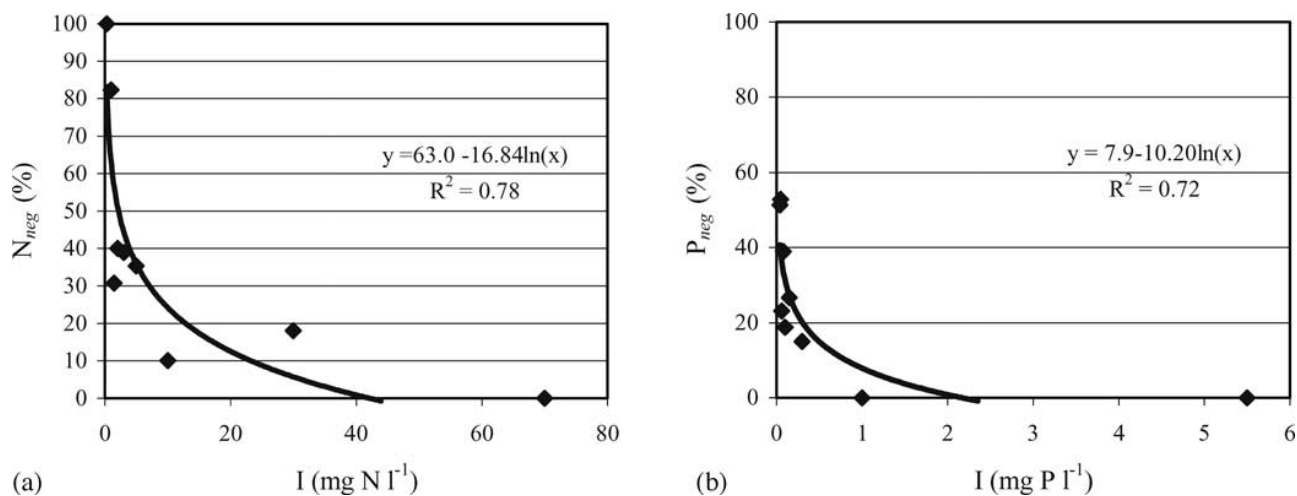 100
90
80
70
60
50
40
30
20
10
0
N_neg (%)
y =63.0 -16.84ln(x)
R² = 0.78
0 20 40 60 80
(a) I (mg N l⁻¹)
100
80
60
40
20
0
P_neg (%)
y = 7.9-10.20ln(x)
R² = 0.72
0 1 2 3 4 5 6
(b) I (mg P l⁻¹)